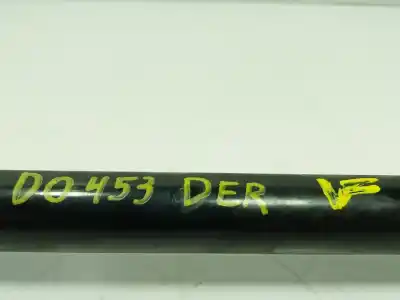 DO453 DER VF